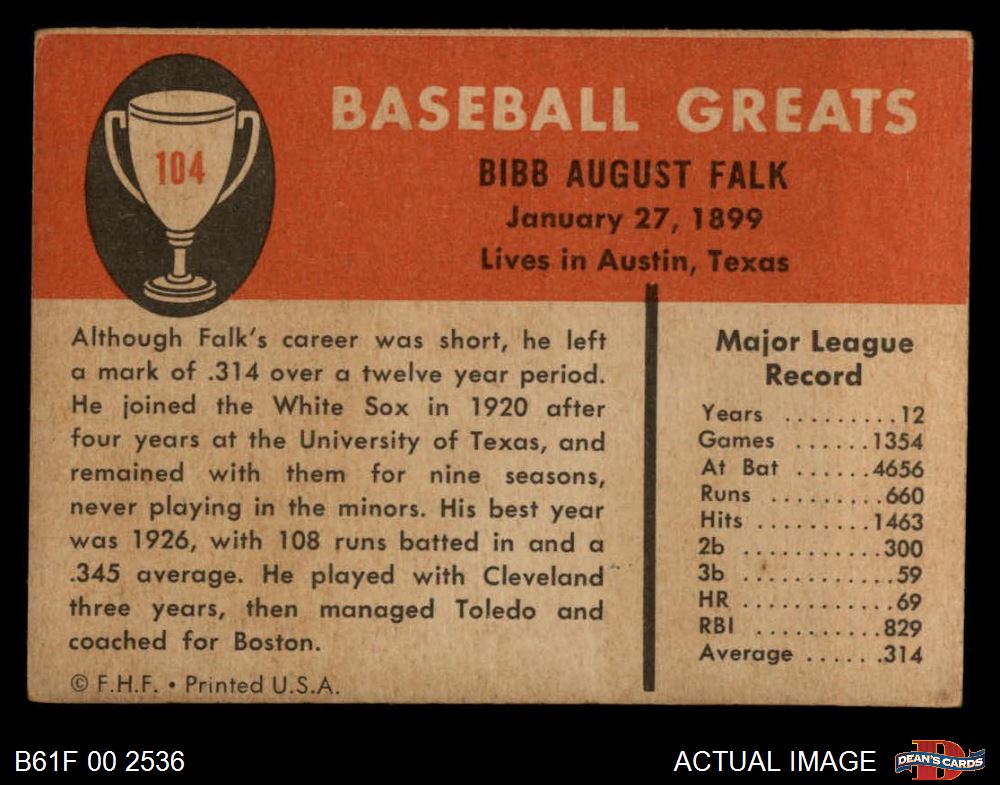 104
BASEBALL GREATS
BIBB AUGUST FALK
January 27, 1899
Lives in Austin, Texas
Although Falk's career was short, he left
a mark of .314 over a twelve year period.
He joined the White Sox in 1920 after
four years at the University of Texas, and
remained with them for nine seasons,
never playing in the minors. His best year
was 1926, with 108 runs batted in and a
.345 average. He played with Cleveland
three years, then managed Toledo and
coached for Boston.
© F.H.F. • Printed U.S.A.
Major League
Record
Years .........12
Games ......1354
At Bat ......4656
Runs .........660
Hits .........1463
2b ...........300
3b ............59
HR ............69
RBI ..........829
Average ......314
B61F 00 2536
ACTUAL IMAGE
D
DEAN'S CARDS